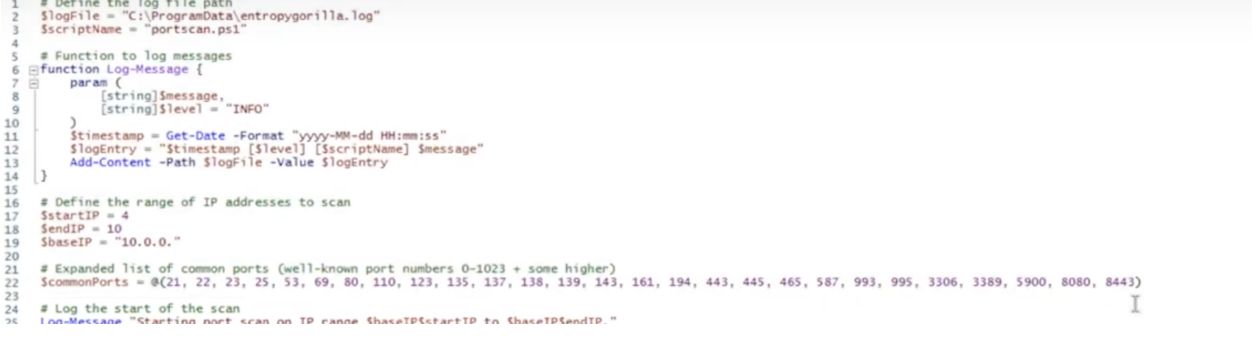 1 # Define the log file path
2 $logFile = "C:\ProgramData\entropygorilla.log"
3 $scriptName = "portscan.ps1"
4
5 # Function to log messages
6 function Log-Message {
7 param (
8 [string]$message,
9 [string]$level = "INFO"
10 )
11 $timestamp = Get-Date -Format "yyyy-MM-dd HH:mm:ss"
12 $logEntry = "$timestamp [$level] [$scriptName] $message"
13 Add-Content -Path $logFile -Value $logEntry
14 }
15
16 # Define the range of IP addresses to scan
17 $startIP = 4
18 $endIP = 10
19 $baseIP = "10.0.0."
20
21 # Expanded list of common ports (well-known port numbers 0-1023 + some higher)
22 $commonPorts = @(21, 22, 23, 25, 53, 69, 80, 110, 123, 135, 137, 138, 139, 143, 161, 194, 443, 445, 465, 587, 993, 995, 3306, 3389, 5900, 8080, 8443)
23
24 # Log the start of the scan
25 Log-Message "Starting port scan on IP range $baseIP$startIP to $baseIP$endIP."